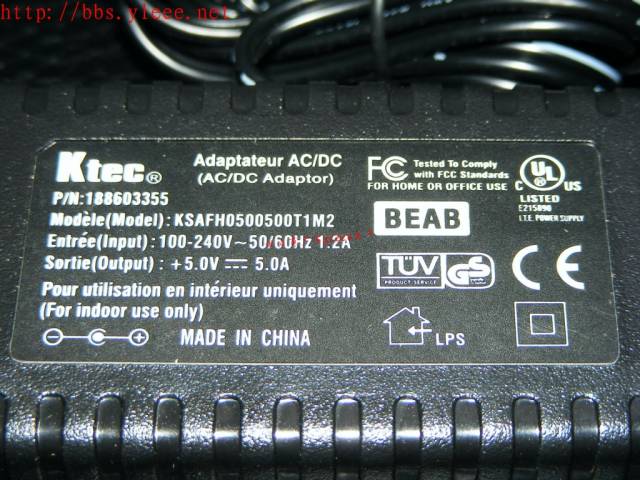 http://bbs.yleee.net
Ktec®
Adaptateur AC/DC
(AC/DC Adaptor)
P/N:188603355
Modèle(Model): KSAFH0500500T1M2
Entrée(Input) : 100-240V~50/60Hz 1.2A
Sortie(Output) : +5.0V 5.0A
Pour utilisation en intérieur uniquement
(For indoor use only)
MADE IN CHINA
FC Tested To Comply
with FCC Standards
FOR HOME OR OFFICE USE
BEAB
TÜV
PRODUCT SERVICE
GS
LPS
C UL US
®
LISTED
E215090
I.T.E. POWER SUPPLY
CE